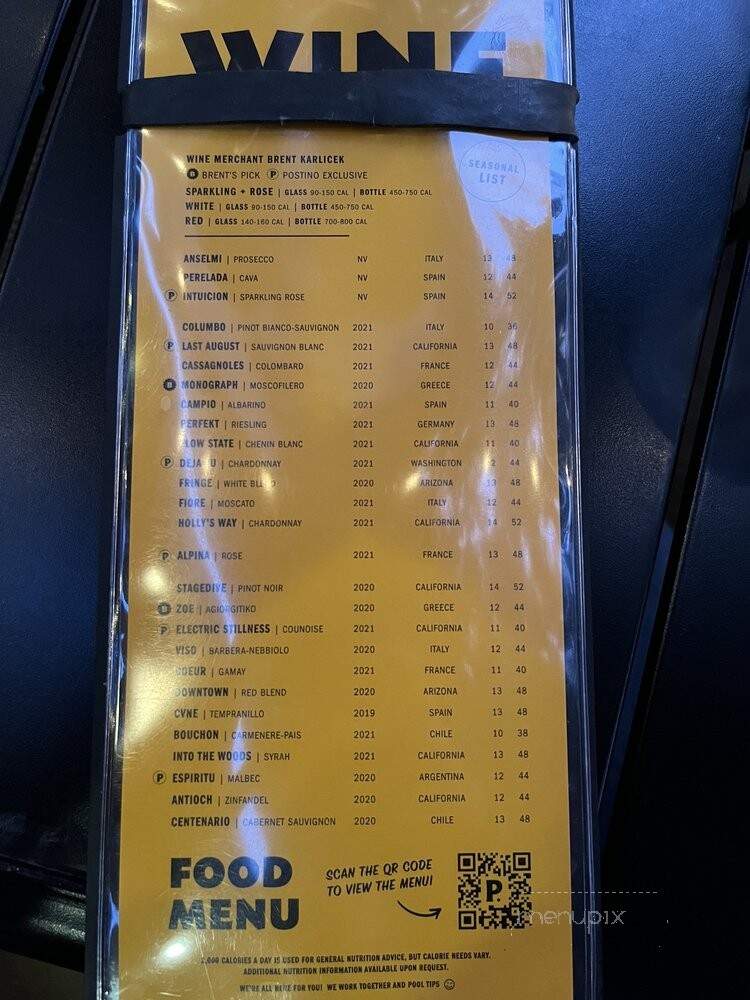 WINE
SEASONAL
LIST
WINE MERCHANT BRENT KARLICEK
B BRENT'S PICK P POSTINO EXCLUSIVE
SPARKLING + ROSE | GLASS 90-150 CAL | BOTTLE 450-750 CAL
WHITE | GLASS 90-150 CAL | BOTTLE 450-750 CAL
RED | GLASS 140-160 CAL | BOTTLE 700-800 CAL
ANSELMI | PROSECCO NV ITALY 13 48
PERELADA | CAVA NV SPAIN 12 44
P INTUICION | SPARKLING ROSE NV SPAIN 14 52
COLUMBO | PINOT BIANCO-SAUVIGNON 2021 ITALY 10 36
P LAST AUGUST | SAUVIGNON BLANC 2021 CALIFORNIA 13 48
CASSAGNOLES | COLOMBARD 2021 FRANCE 12 44
B MONOGRAPH | MOSCOFILERO 2020 GREECE 12 44
CAMPIO | ALBARINO 2021 SPAIN 11 40
PERFEKT | RIESLING 2021 GERMANY 13 48
FLOW STATE | CHENIN BLANC 2021 CALIFORNIA 11 40
P | CHARDONNAY 2021 WASHINGTON 44
FRINGE | WHITE BLEND 2020 ARIZONA 13 48
FIORE | MOSCATO 2021 ITALY 12 44
HOLLY'S WAY | CHARDONNAY 2021 CALIFORNIA 14 52
P ALPINA | ROSE 2021 FRANCE 13 48
STAGEDIVE | PINOT NOIR 2020 CALIFORNIA 14 52
B ZOE | AGIORGITIKO 2020 GREECE 12 44
P ELECTRIC STILLNESS | COUNOISE 2021 CALIFORNIA 11 40
VISO | BARBERA-NEBBIOLO 2020 ITALY 12 44
COEUR | GAMAY 2021 FRANCE 11 40
DOWNTOWN | RED BLEND 2020 ARIZONA 13 48
CVNE | TEMPRANILLO 2019 SPAIN 13 48
BOUCHON | CARMENERE-PAIS 2021 CHILE 10 38
INTO THE WOODS | SYRAH 2021 CALIFORNIA 13 48
P ESPIRITU | MALBEC 2020 ARGENTINA 12 44
ANTIOCH | ZINFANDEL 2020 CALIFORNIA 12 44
CENTENARIO | CABERNET SAUVIGNON 2020 CHILE 13 48
FOOD
MENU
SCAN THE QR CODE
TO VIEW THE MENU!
P.
menupix
2,000 CALORIES A DAY IS USED FOR GENERAL NUTRITION ADVICE, BUT CALORIE NEEDS VARY.
ADDITIONAL NUTRITION INFORMATION AVAILABLE UPON REQUEST.
WE'RE ALL HERE FOR YOU! WE WORK TOGETHER AND POOL TIPS ☺